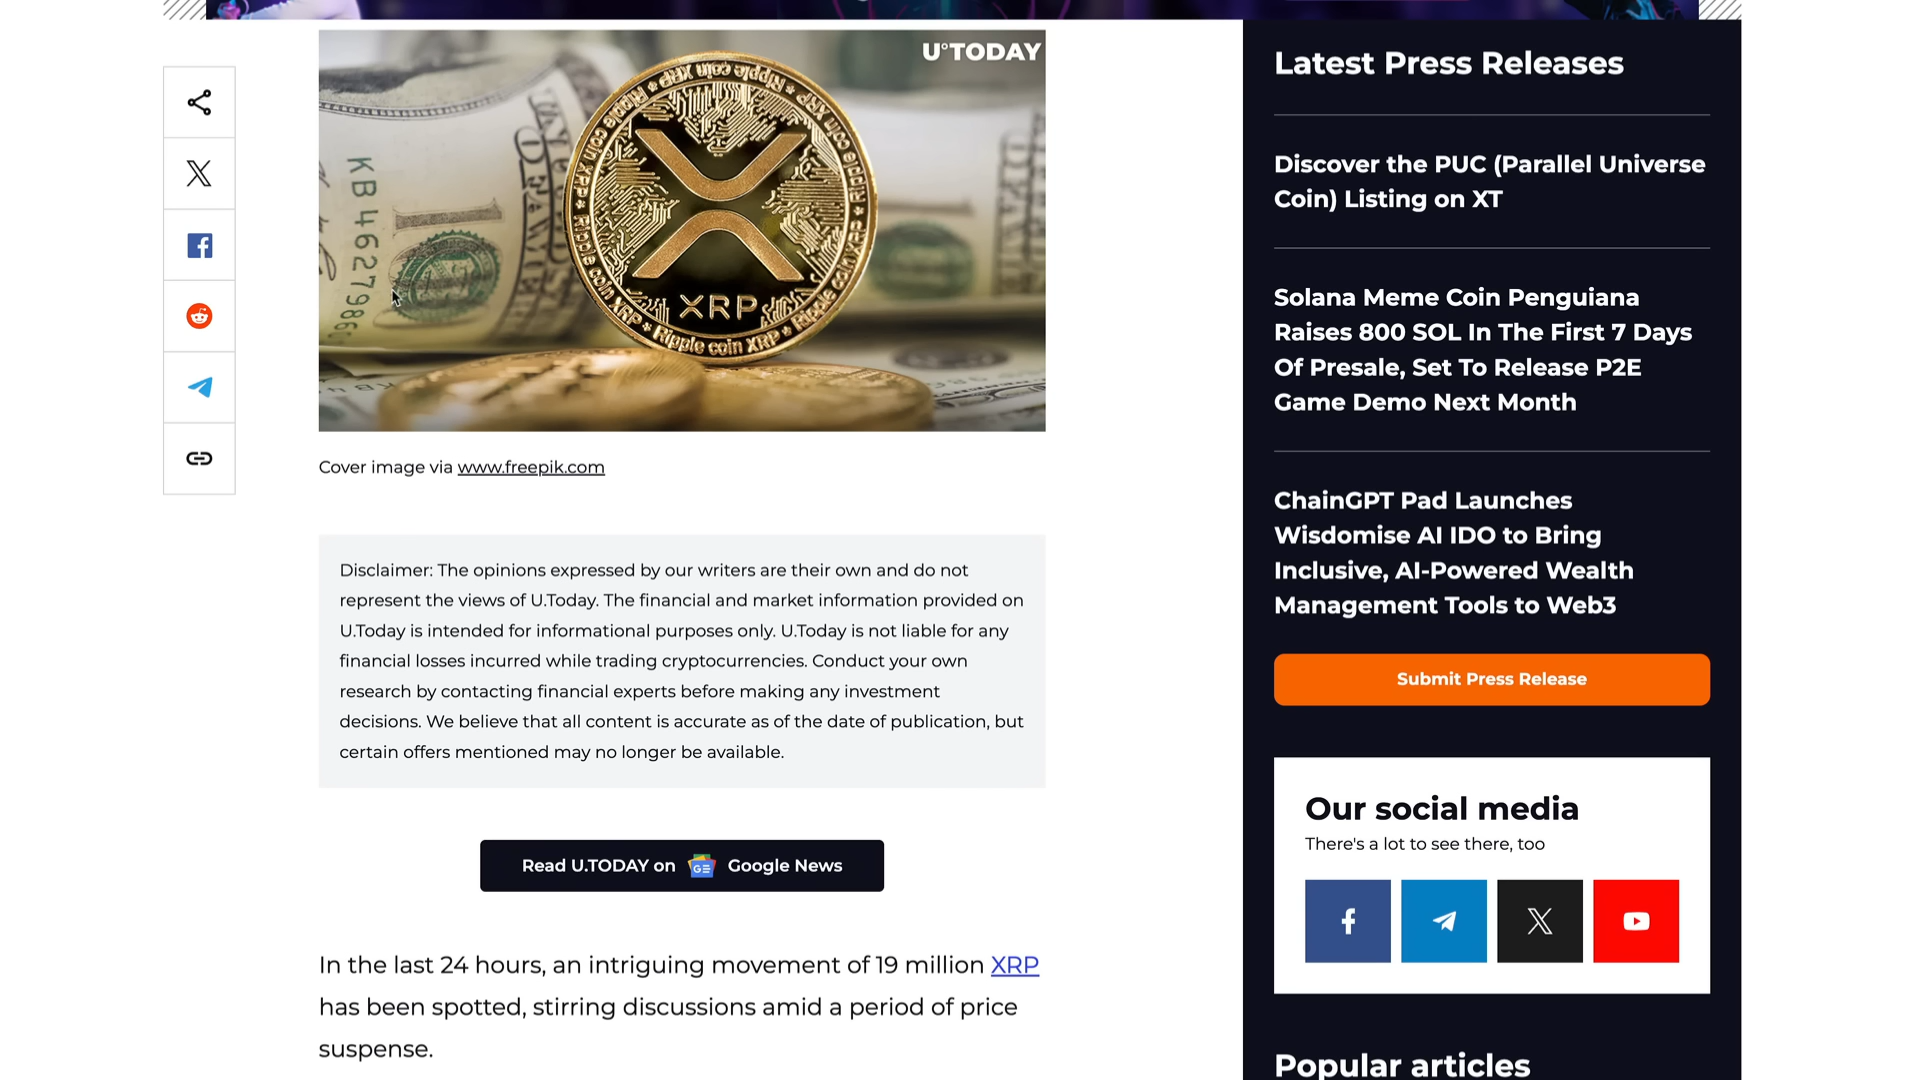 U°TODAY
KB4627986
XRP
Ripple coin XRP
Cover image via www.freepik.com
Disclaimer: The opinions expressed by our writers are their own and do not
represent the views of U.Today. The financial and market information provided on
U.Today is intended for informational purposes only. U.Today is not liable for any
financial losses incurred while trading cryptocurrencies. Conduct your own
research by contacting financial experts before making any investment
decisions. We believe that all content is accurate as of the date of publication, but
certain offers mentioned may no longer be available.
Read U.TODAY on Google News
In the last 24 hours, an intriguing movement of 19 million XRP
has been spotted, stirring discussions amid a period of price
suspense.
Latest Press Releases
Discover the PUC (Parallel Universe
Coin) Listing on XT
Solana Meme Coin Penguiana
Raises 800 SOL In The First 7 Days
Of Presale, Set To Release P2E
Game Demo Next Month
ChainGPT Pad Launches
Wisdomise AI IDO to Bring
Inclusive, AI-Powered Wealth
Management Tools to Web3
Submit Press Release
Our social media
There's a lot to see there, too
Popular articles